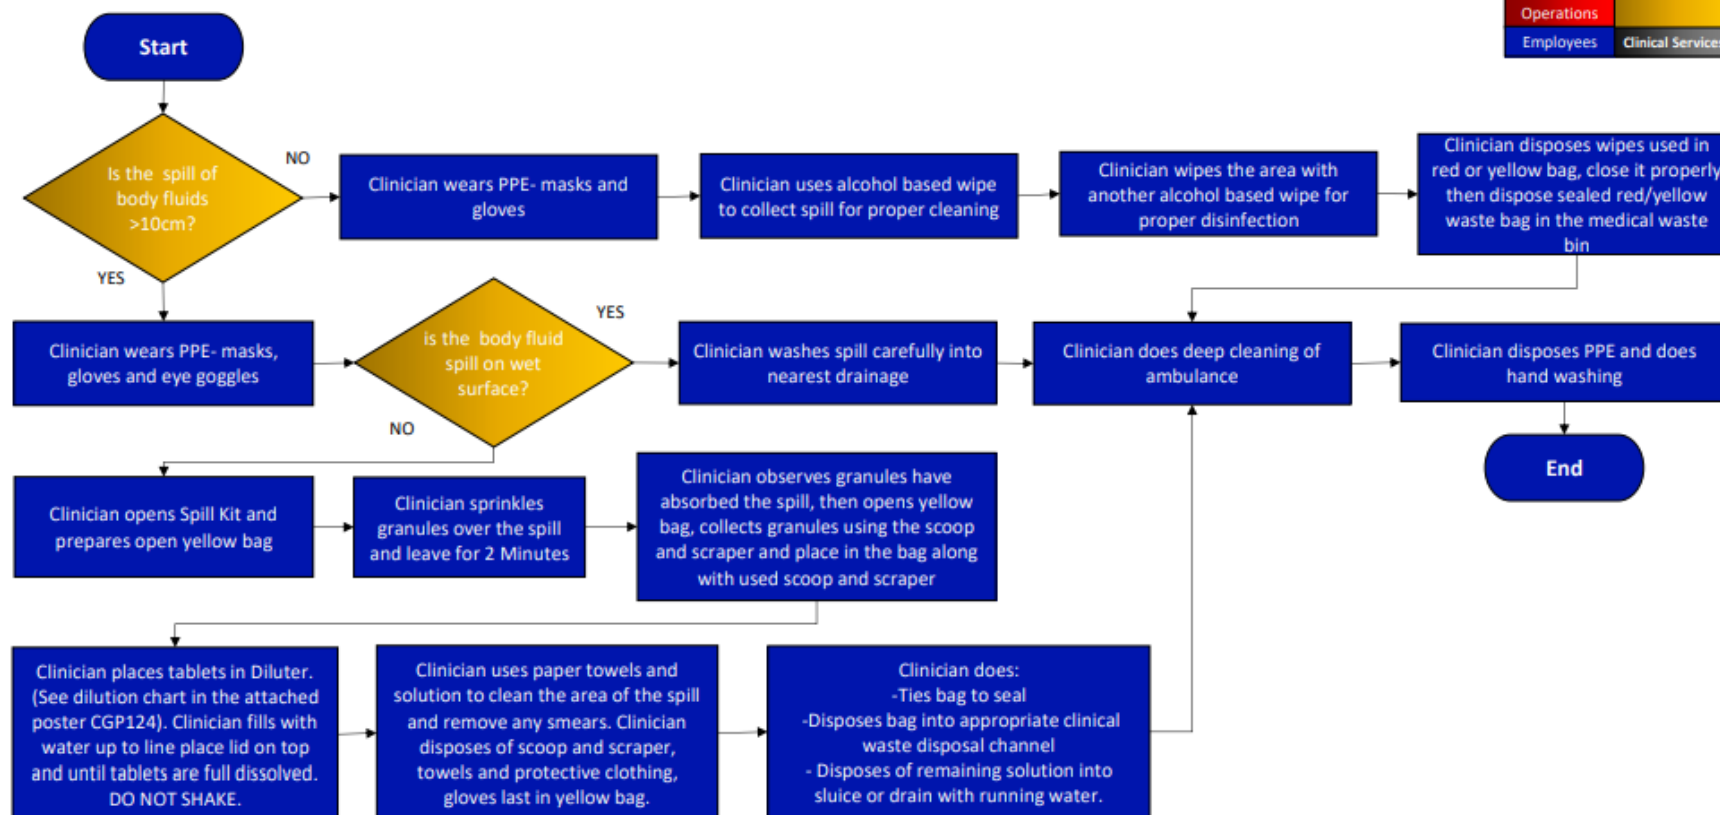 Operations
Employees
Clinical Services
Start
Is the spill of
body fluids
>10cm?
NO
YES
Clinician wears PPE- masks and
gloves
Clinician uses alcohol based wipe
to collect spill for proper cleaning
Clinician wipes the area with
another alcohol based wipe for
proper disinfection
Clinician disposes wipes used in
red or yellow bag, close it properly
then dispose sealed red/yellow
waste bag in the medical waste
bin
Clinician wears PPE- masks,
gloves and eye goggles
is the body fluid
spill on wet
surface?
YES
NO
Clinician washes spill carefully into
nearest drainage
Clinician does deep cleaning of
ambulance
Clinician disposes PPE and does
hand washing
End
Clinician opens Spill Kit and
prepares open yellow bag
Clinician sprinkles
granules over the spill
and leave for 2 Minutes
Clinician observes granules have
absorbed the spill, then opens yellow
bag, collects granules using the scoop
and scraper and place in the bag along
with used scoop and scraper
Clinician places tablets in Diluter.
(See dilution chart in the attached
poster CGP124). Clinician fills with
water up to line place lid on top
and until tablets are full dissolved.
DO NOT SHAKE.
Clinician uses paper towels and
solution to clean the area of the spill
and remove any smears. Clinician
disposes of scoop and scraper,
towels and protective clothing,
gloves last in yellow bag.
Clinician does:
-Ties bag to seal
-Disposes bag into appropriate clinical
waste disposal channel
- Disposes of remaining solution into
sluice or drain with running water.